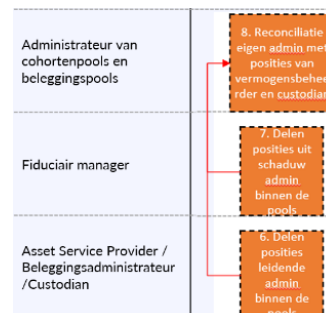 Administrateur van
cohortenpools en
beleggingspools
8. Reconciliatie
eigen admin met
posities van
vermogensbehee
rder en custodian
Fiduciair manager
7. Delen
posities uit
schaduw
admin
binnen de
pools
Asset Service Provider /
Beleggingsadministrateur
/Custodian
6. Delen
posities
leidende
admin
binnen de
pools